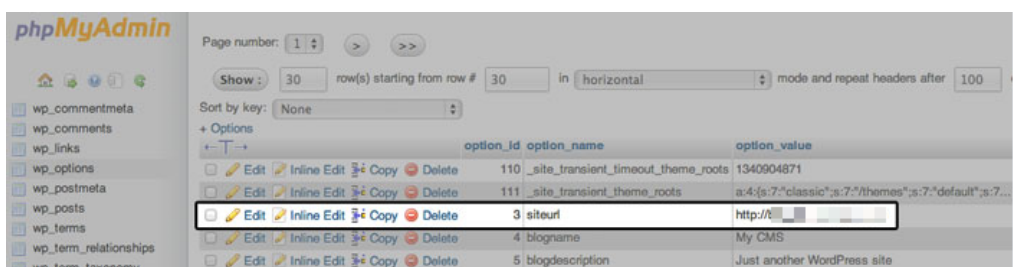 phpMyAdmin
Page number: 1 > >>
Show : 30 row(s) starting from row # 30 in horizontal mode and repeat headers after 100
Sort by key: None
+ Options
←T→ option_id option_name option_value
Edit Inline Edit Copy Delete 110 _site_transient_timeout_theme_roots 1340904871
Edit Inline Edit Copy Delete 111 _site_transient_theme_roots a:4:{s:7:"classic";s:7:"/themes";s:7:"default";s:7...
Edit Inline Edit Copy Delete 3 siteurl http://
Edit Inline Edit Copy Delete 4 blogname My CMS
Edit Inline Edit Copy Delete 5 blogdescription Just another WordPress site
wp_commentmeta
wp_comments
wp_links
wp_options
wp_postmeta
wp_posts
wp_terms
wp_term_relationships
wp_term_taxonomy